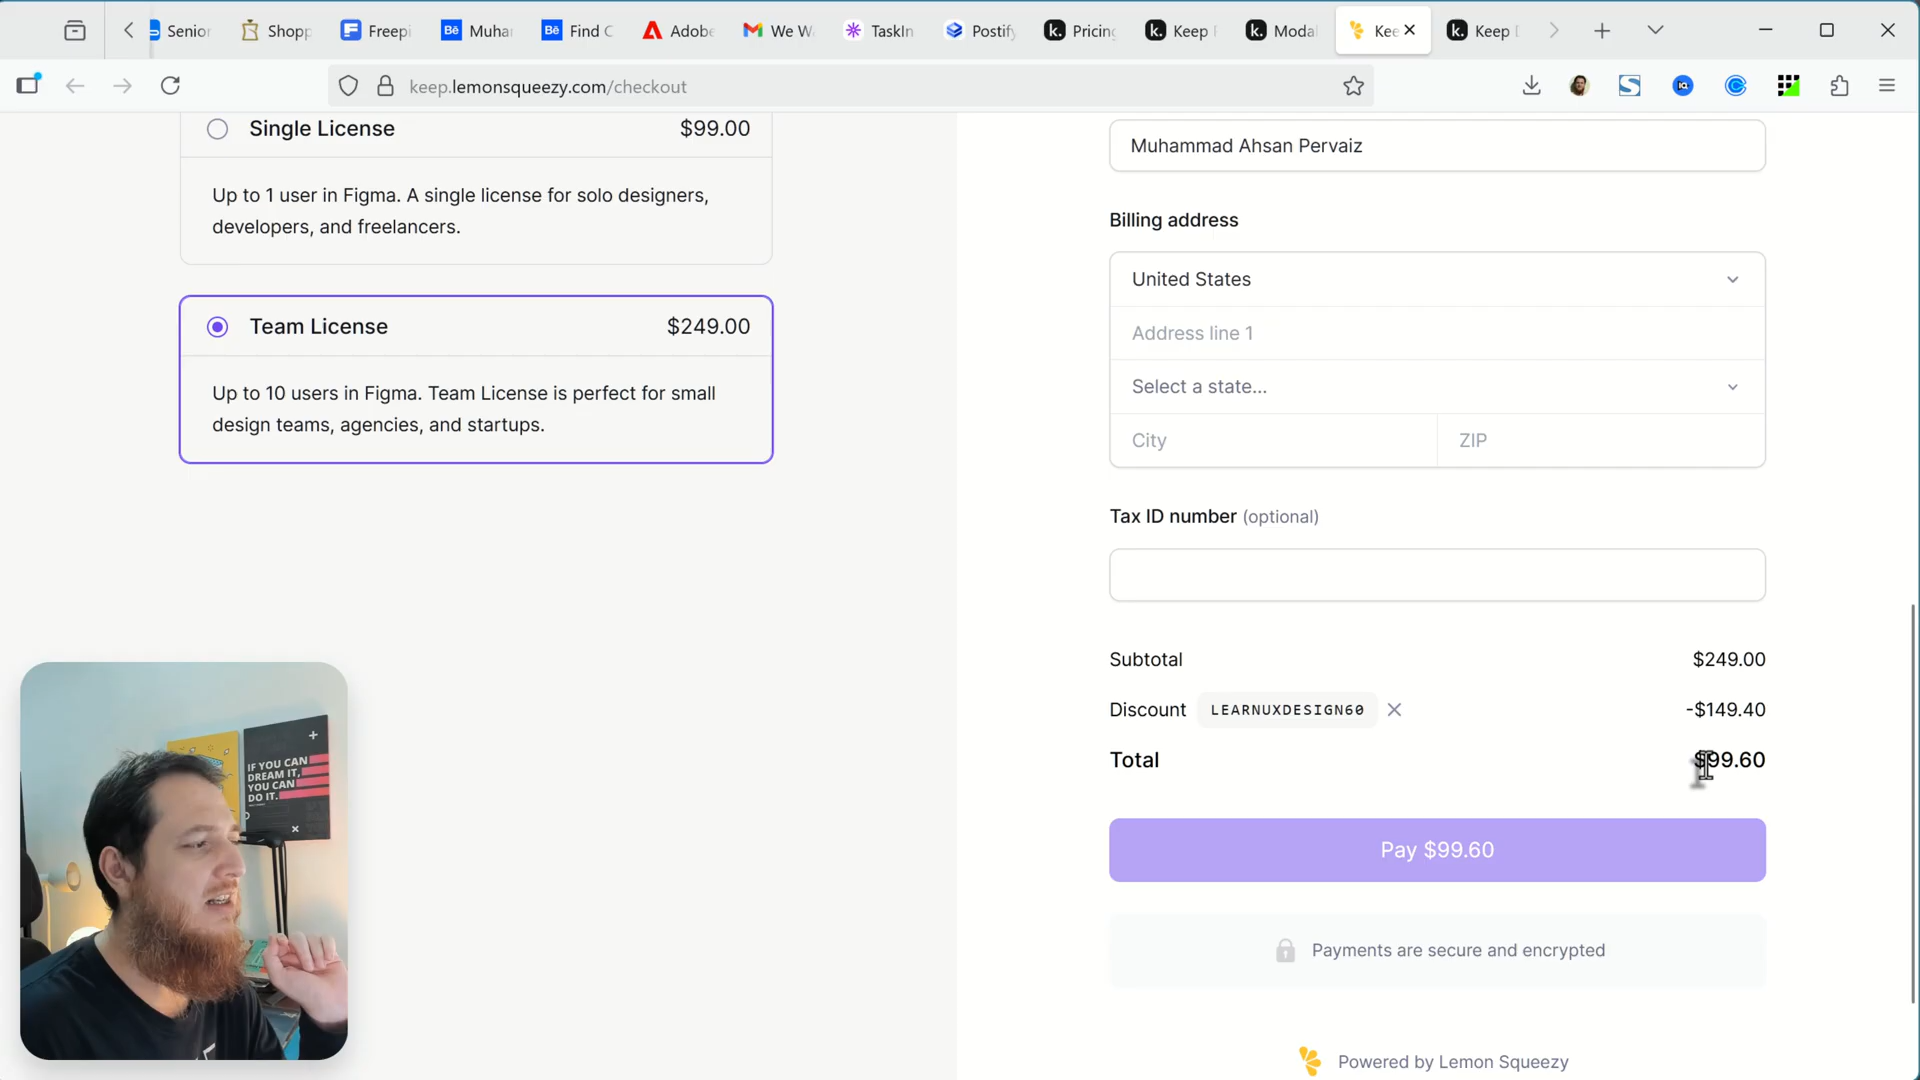 Senior
Shopp
Freepi
Muha
Find C
Adobe
We W
TaskIn
Postify
Pricing
Keep
Modal
Kee
Keep
keep.lemonsqueezy.com/checkout
Single License $99.00
Up to 1 user in Figma. A single license for solo designers,
developers, and freelancers.
Team License $249.00
Up to 10 users in Figma. Team License is perfect for small
design teams, agencies, and startups.
Muhammad Ahsan Pervaiz
Billing address
United States
Address line 1
Select a state...
City ZIP
Tax ID number (optional)
Subtotal $249.00
Discount LEARNUXDESIGN60 -$149.40
Total $99.60
Pay $99.60
Payments are secure and encrypted
Powered by Lemon Squeezy
IF YOU CAN
DREAM IT,
YOU CAN
DO IT.